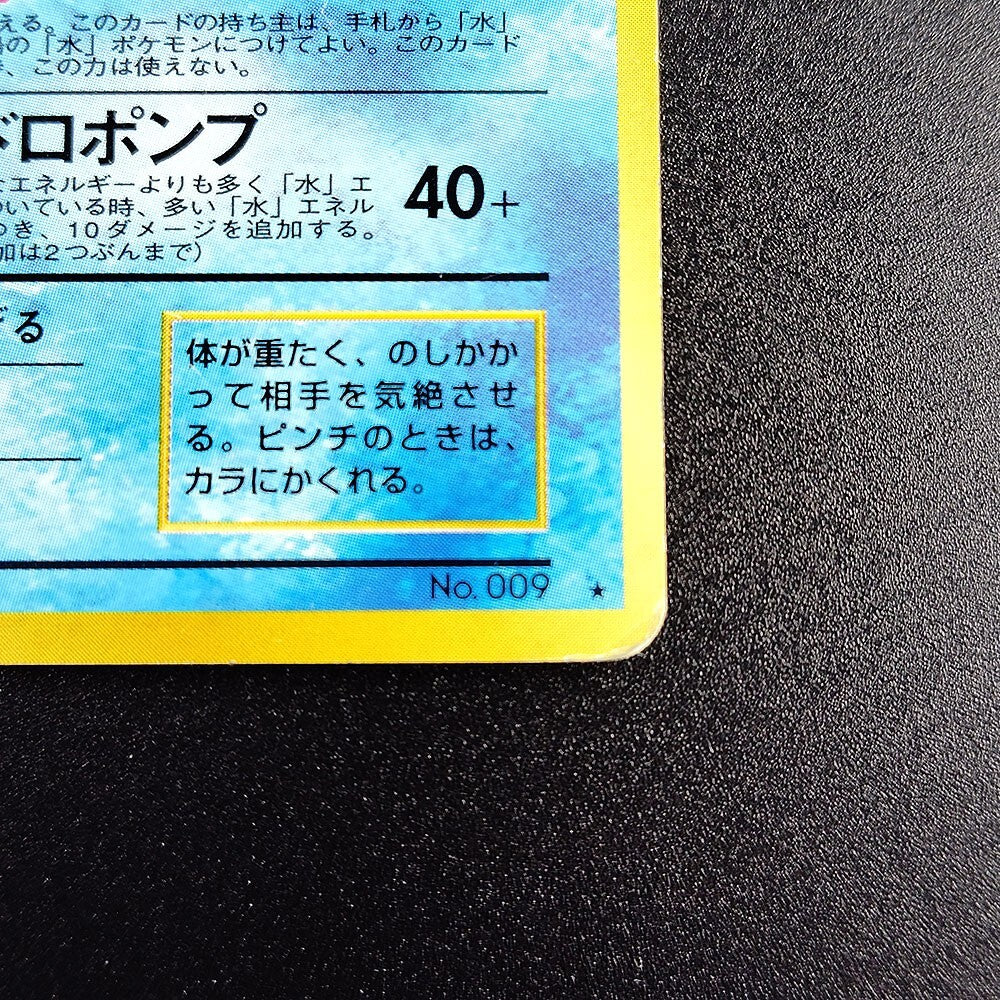 える。このカードの持ち主は、手札から「水」
の「水」ポケモンにつけてよい。このカード
、この力は使えない。
ドロポンプ
エネルギーよりも多く「水」エ
ついている時、多い「水」エネル
つき、10ダメージを追加する。
加は2つぶんまで）
40+
げる
体が重たく、のしかか
って相手を気絶させ
る。ピンチのときは、
カラにかくれる。
No. 009 ★